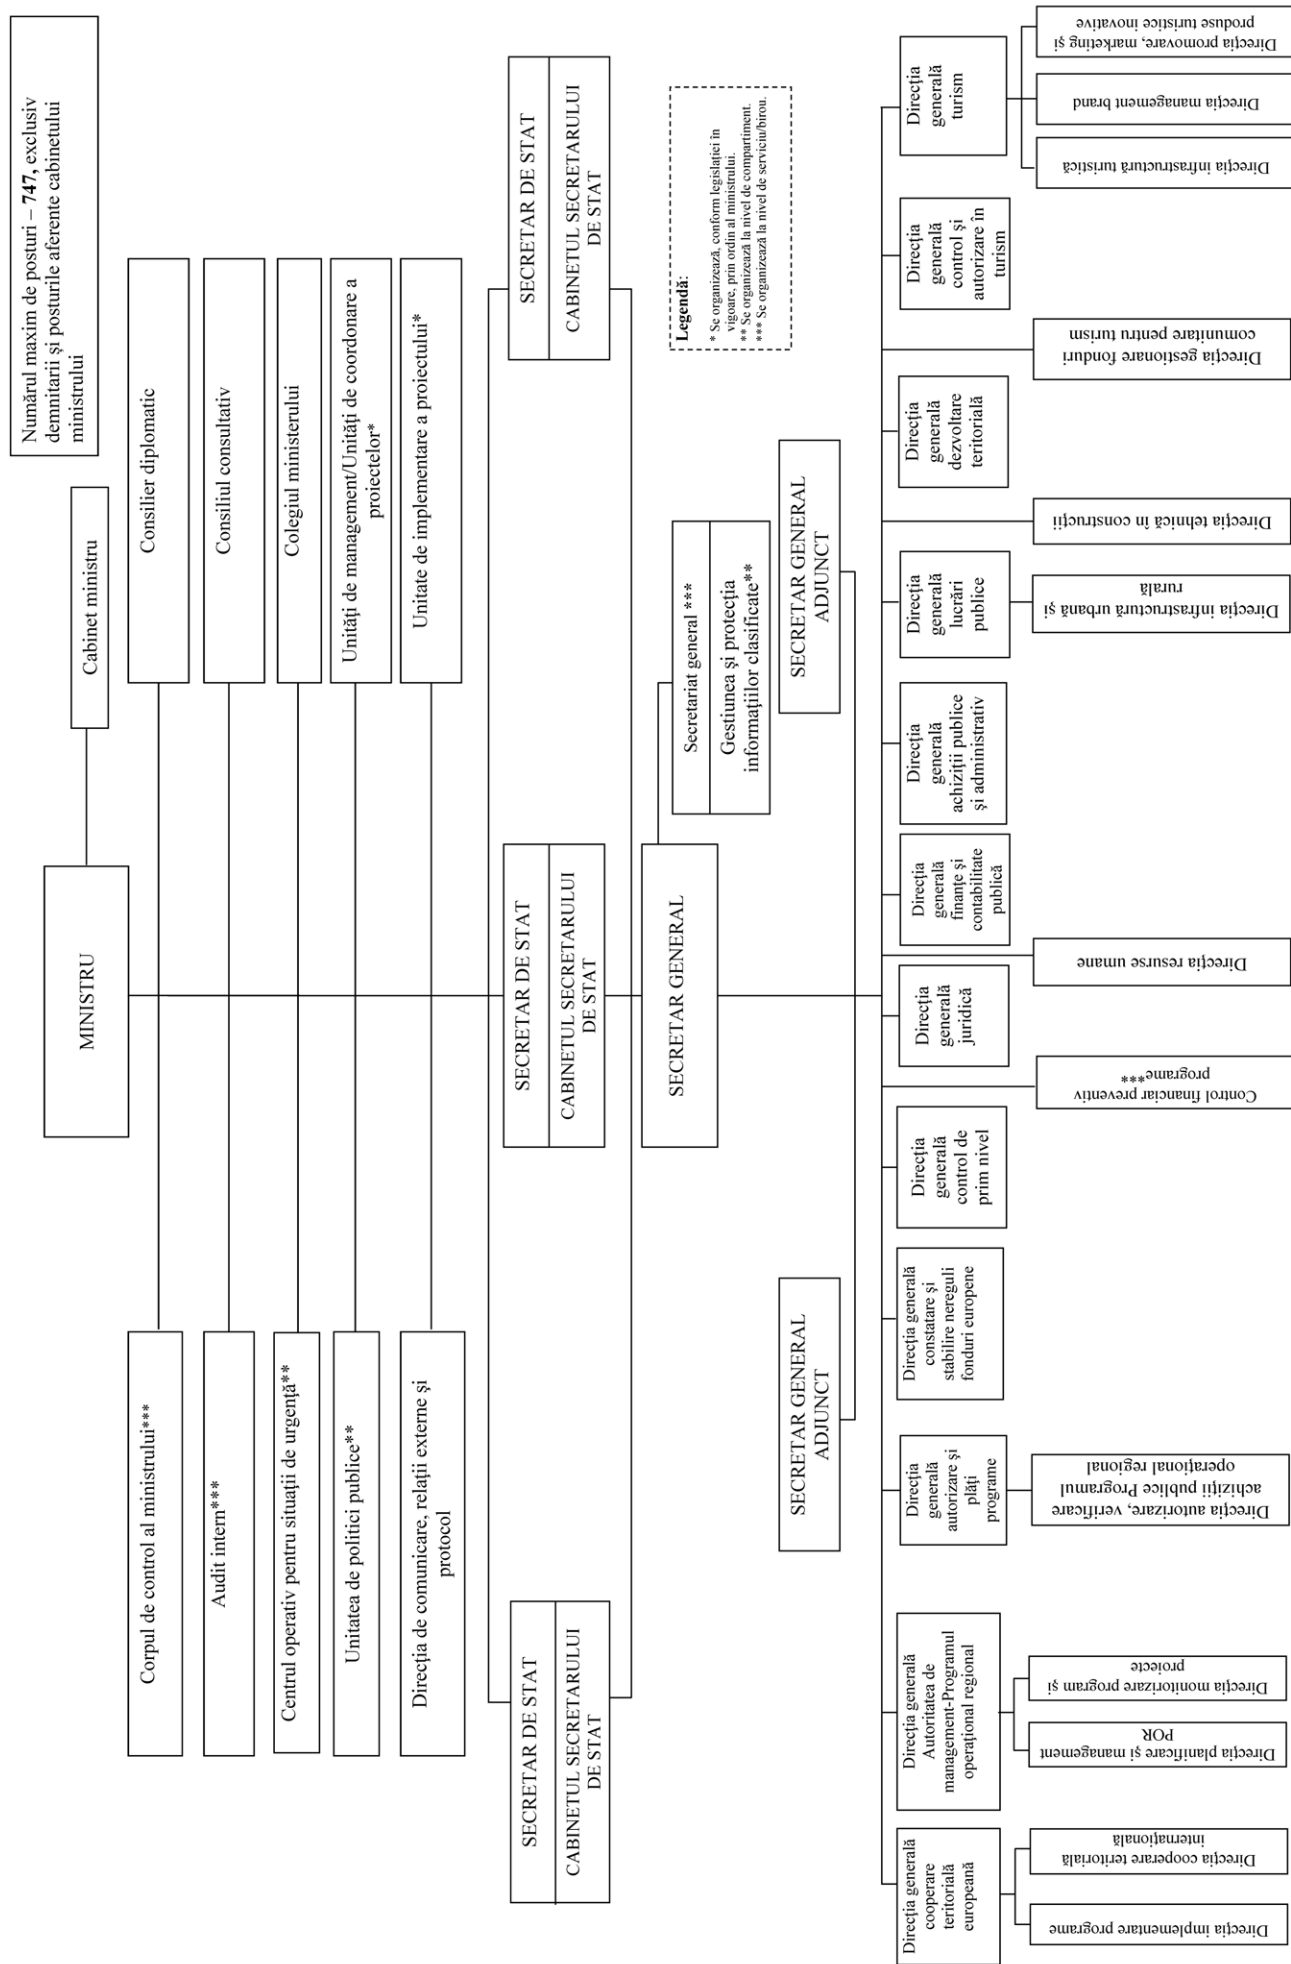 Numărul maxim de posturi – 747, exclusiv
demnitarii și posturile aferente cabinetului
ministrului
MINISTRU
Cabinet ministru
Corpul de control al ministrului***
Consilier diplomatic
Audit intern***
Consiliul consultativ
Centrul operativ pentru situații de urgență**
Colegiul ministerului
Unitatea de politici publice**
Unități de management/Unități de coordonare a
proiectelor*
Direcția de comunicare, relații externe și
protocol
Unitate de implementare a proiectului*
SECRETAR DE STAT
CABINETUL SECRETARULUI
DE STAT
SECRETAR DE STAT
CABINETUL SECRETARULUI
DE STAT
SECRETAR DE STAT
CABINETUL SECRETARULUI
DE STAT
SECRETAR GENERAL
Secretariat general ***
Gestiunea și protecția
informațiilor clasificate**
Legendă:
* Se organizează, conform legislației în
vigoare, prin ordin al ministrului.
** Se organizează la nivel de compartiment.
*** Se organizează la nivel de serviciu/birou.
SECRETAR GENERAL
ADJUNCT
SECRETAR GENERAL
ADJUNCT
Direcția generală
cooperare
teritorială
europeană
Direcția generală
Autoritatea de
management-Programul
operațional regional
Direcția
generală
autorizare și
plăți
programe
Direcția generală
constatare și
stabilire nereguli
fonduri europene
Direcția
generală
control de
prim nivel
Direcția
generală
juridică
Direcția
generală
finanțe și
contabilitate
publică
Direcția
generală
achiziții publice
și administrativ
Direcția
generală
lucrări
publice
Direcția
generală
dezvoltare
teritorială
Direcția
generală
control și
autorizare în
turism
Direcția
generală
turism
Direcția implementare programe
Direcția cooperare teritorială
internațională
Direcția planificare și management
POR
Direcția monitorizare program și
proiecte
Direcția autorizare, verificare
achiziții publice Programul
operațional regional
Control financiar preventiv
programe***
Direcția resurse umane
Direcția infrastructură urbană și
rurală
Direcția tehnică în construcții
Direcția gestionare fonduri
comunitare pentru turism
Direcția infrastructură turistică
Direcția management brand
Direcția promovare, marketing și
produse turistice inovative